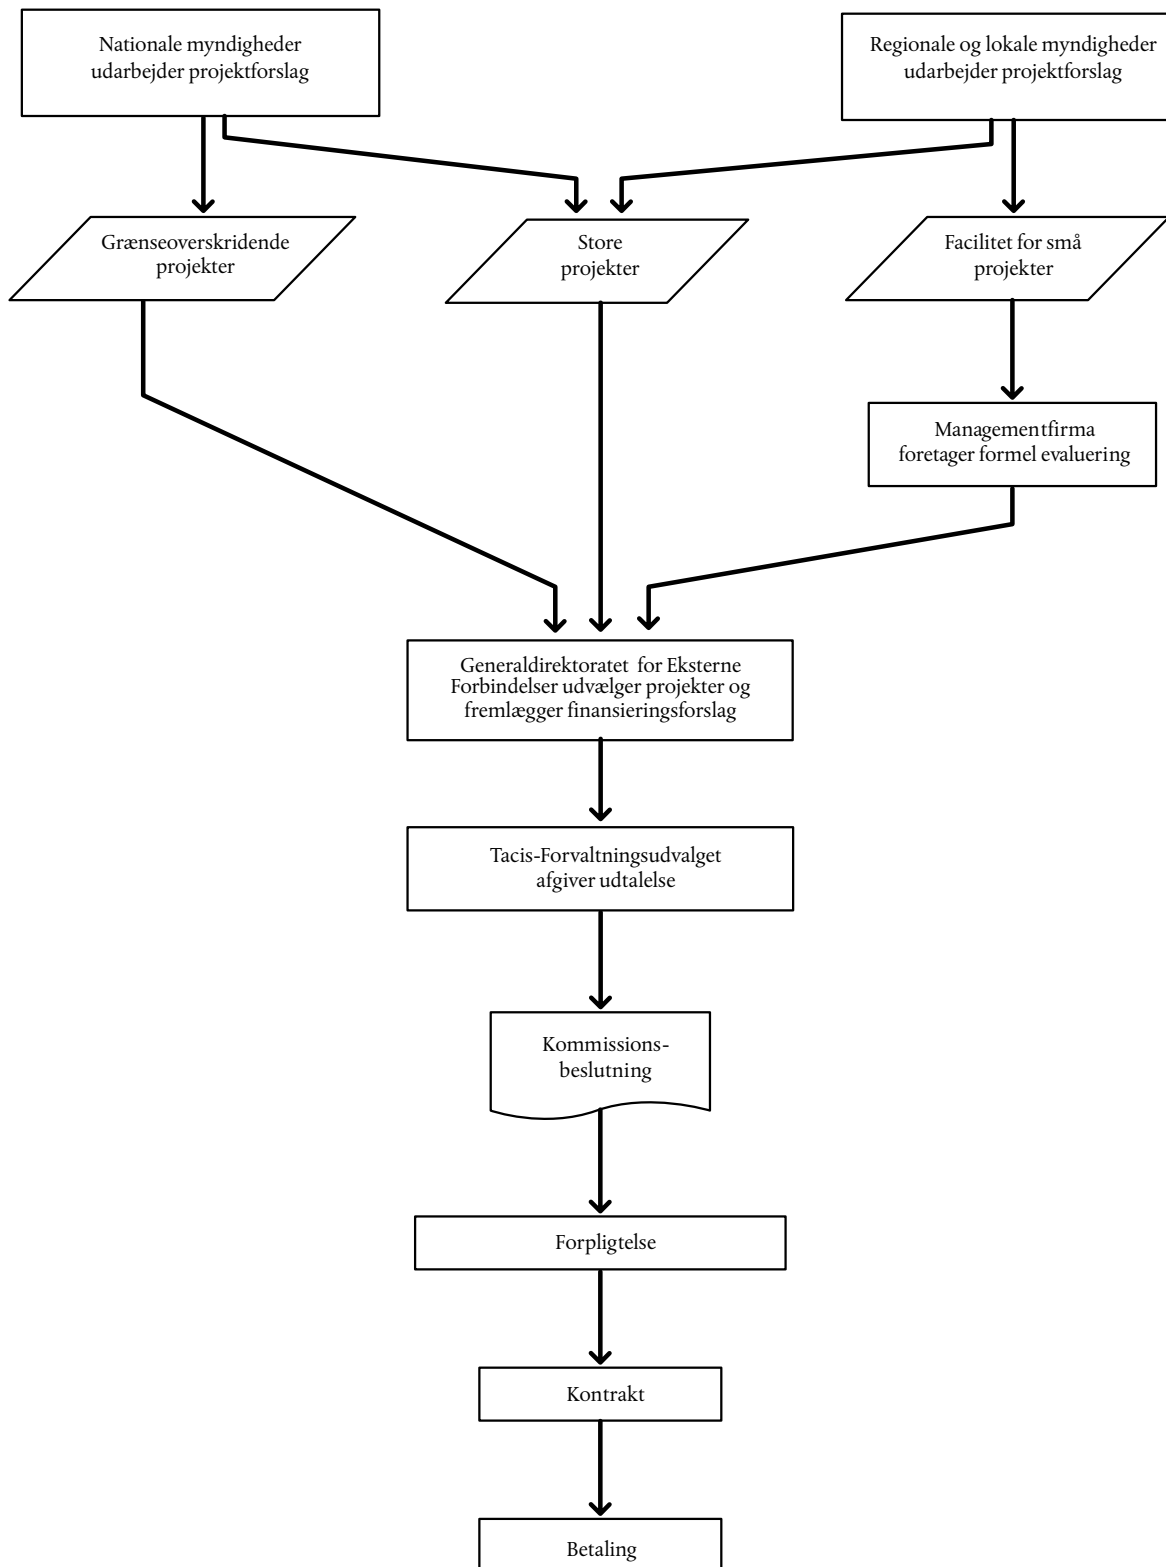 Nationale myndigheder
udarbejder projektforslag
Regionale og lokale myndigheder
udarbejder projektforslag
Grænseoverskridende
projekter
Store
projekter
Facilitet for små
projekter
Managementfirma
foretager formel evaluering
Generaldirektoratet for Eksterne
Forbindelser udvælger projekter og
fremlægger finansieringsforslag
Tacis-Forvaltningsudvalget
afgiver udtalelse
Kommissions-
beslutning
Forpligtelse
Kontrakt
Betaling